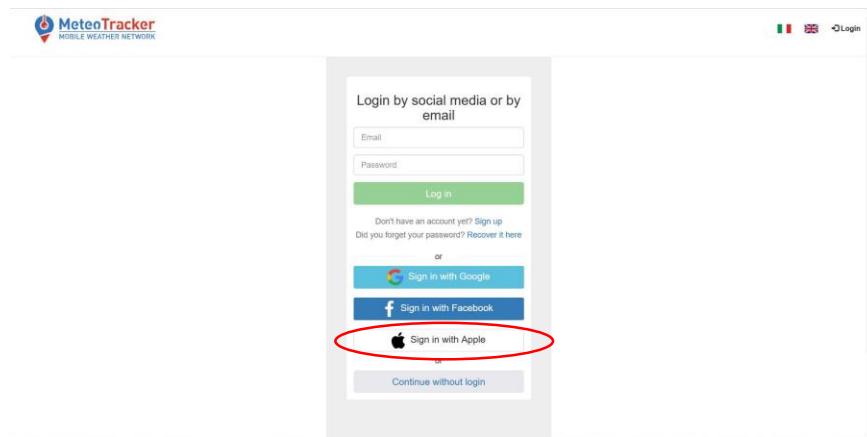 MeteoTracker
MOBILE WEATHER NETWORK
Login
Login by social media or by
email
Email
Password
Log in
Don't have an account yet? Sign up
Did you forget your password? Recover it here
or
Sign in with Google
Sign in with Facebook
Sign in with Apple
or
Continue without login